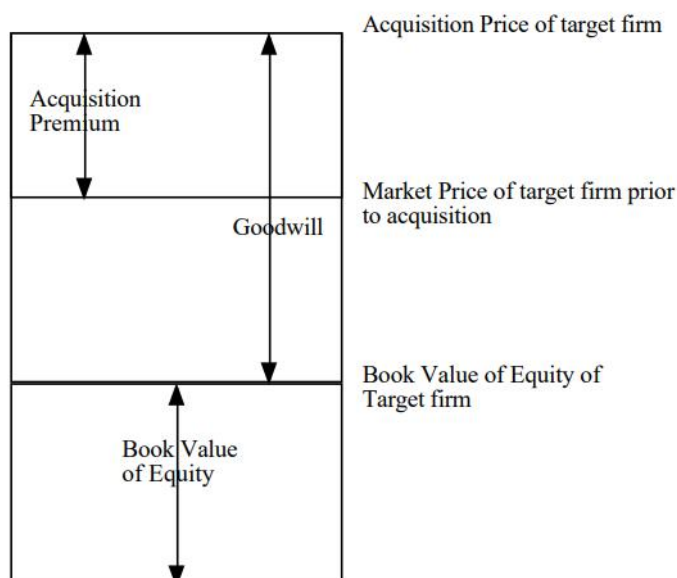 Acquisition Price of target firm
Acquisition
Premium
Market Price of target firm prior
to acquisition
Goodwill
Book Value of Equity of
Target firm
Book Value
of Equity